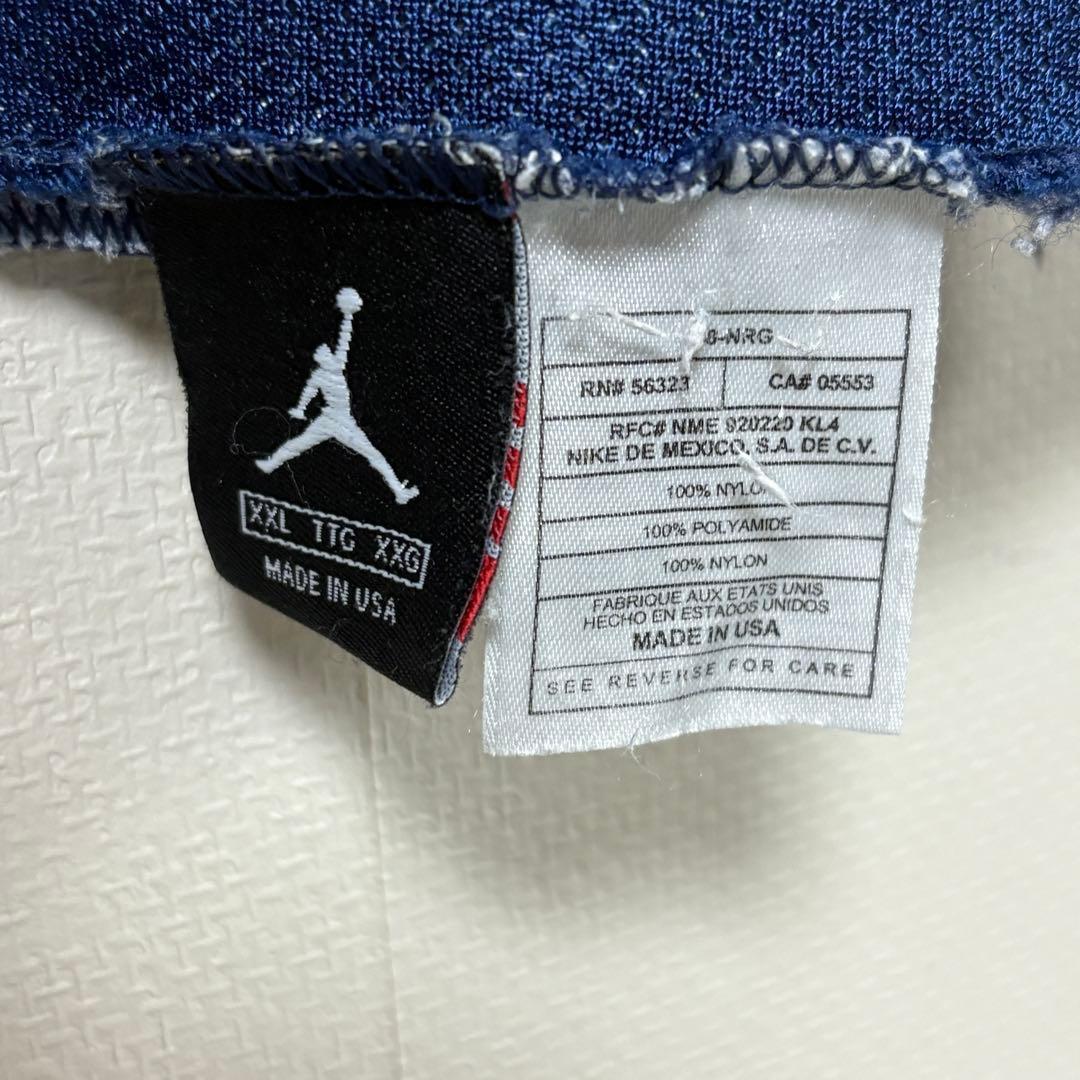 XXL TTG XXG
MADE IN USA
8-NRG
RN# 56323 CA# 05553
RFC# NME 920220 KL4
NIKE DE MEXICO, S.A. DE C.V.
100% NYLON
100% POLYAMIDE
100% NYLON
FABRIQUE AUX ETATS UNIS
HECHO EN ESTADOS UNIDOS
MADE IN USA
SEE REVERSE FOR CARE